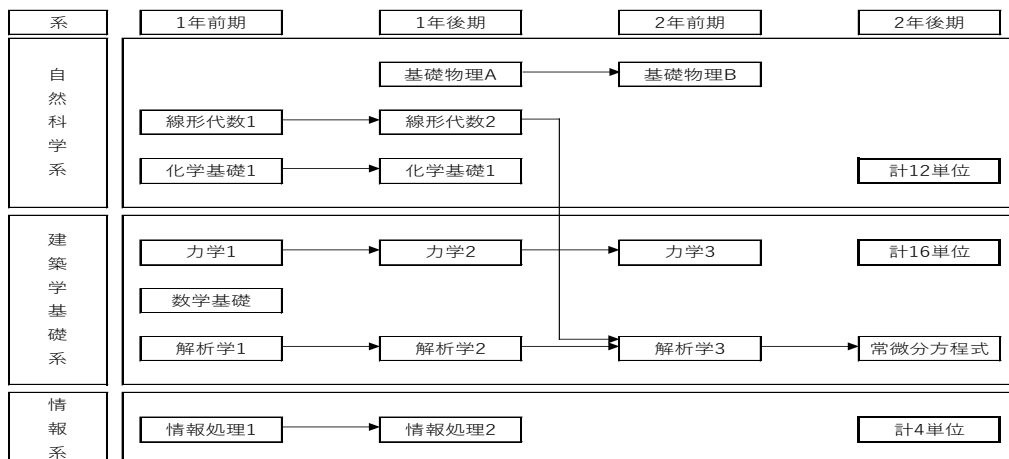 系 1年前期 1年後期 2年前期 2年後期
自然科学系
基礎物理A 基礎物理B
線形代数1 線形代数2
化学基礎1 化学基礎1 計12単位
建築学基礎系
力学1 力学2 力学3 計16単位
数学基礎
解析学1 解析学2 解析学3 常微分方程式
情報系
情報処理1 情報処理2 計4単位